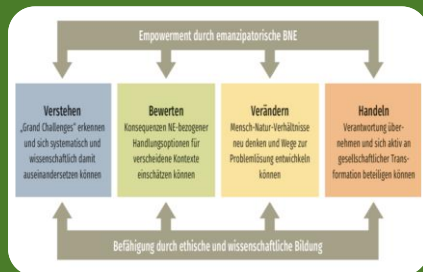 Empowerment durch emanzipatorische BNE
Verstehen
„Grand Challenges“ erkennen
und sich systematisch und
wissenschaftlich damit
auseinandersetzen können
Bewerten
Konsequenzen NE-bezogener
Handlungsoptionen für
verschiedene Kontexte
einschätzen können
Verändern
Mensch-Natur-Verhältnisse
neu denken und Wege zur
Problemlösung entwickeln
können
Handeln
Verantwortung über-
nehmen und sich aktiv an
gesellschaftlicher Trans-
formation beteiligen können
Befähigung durch ethische und wissenschaftliche Bildung